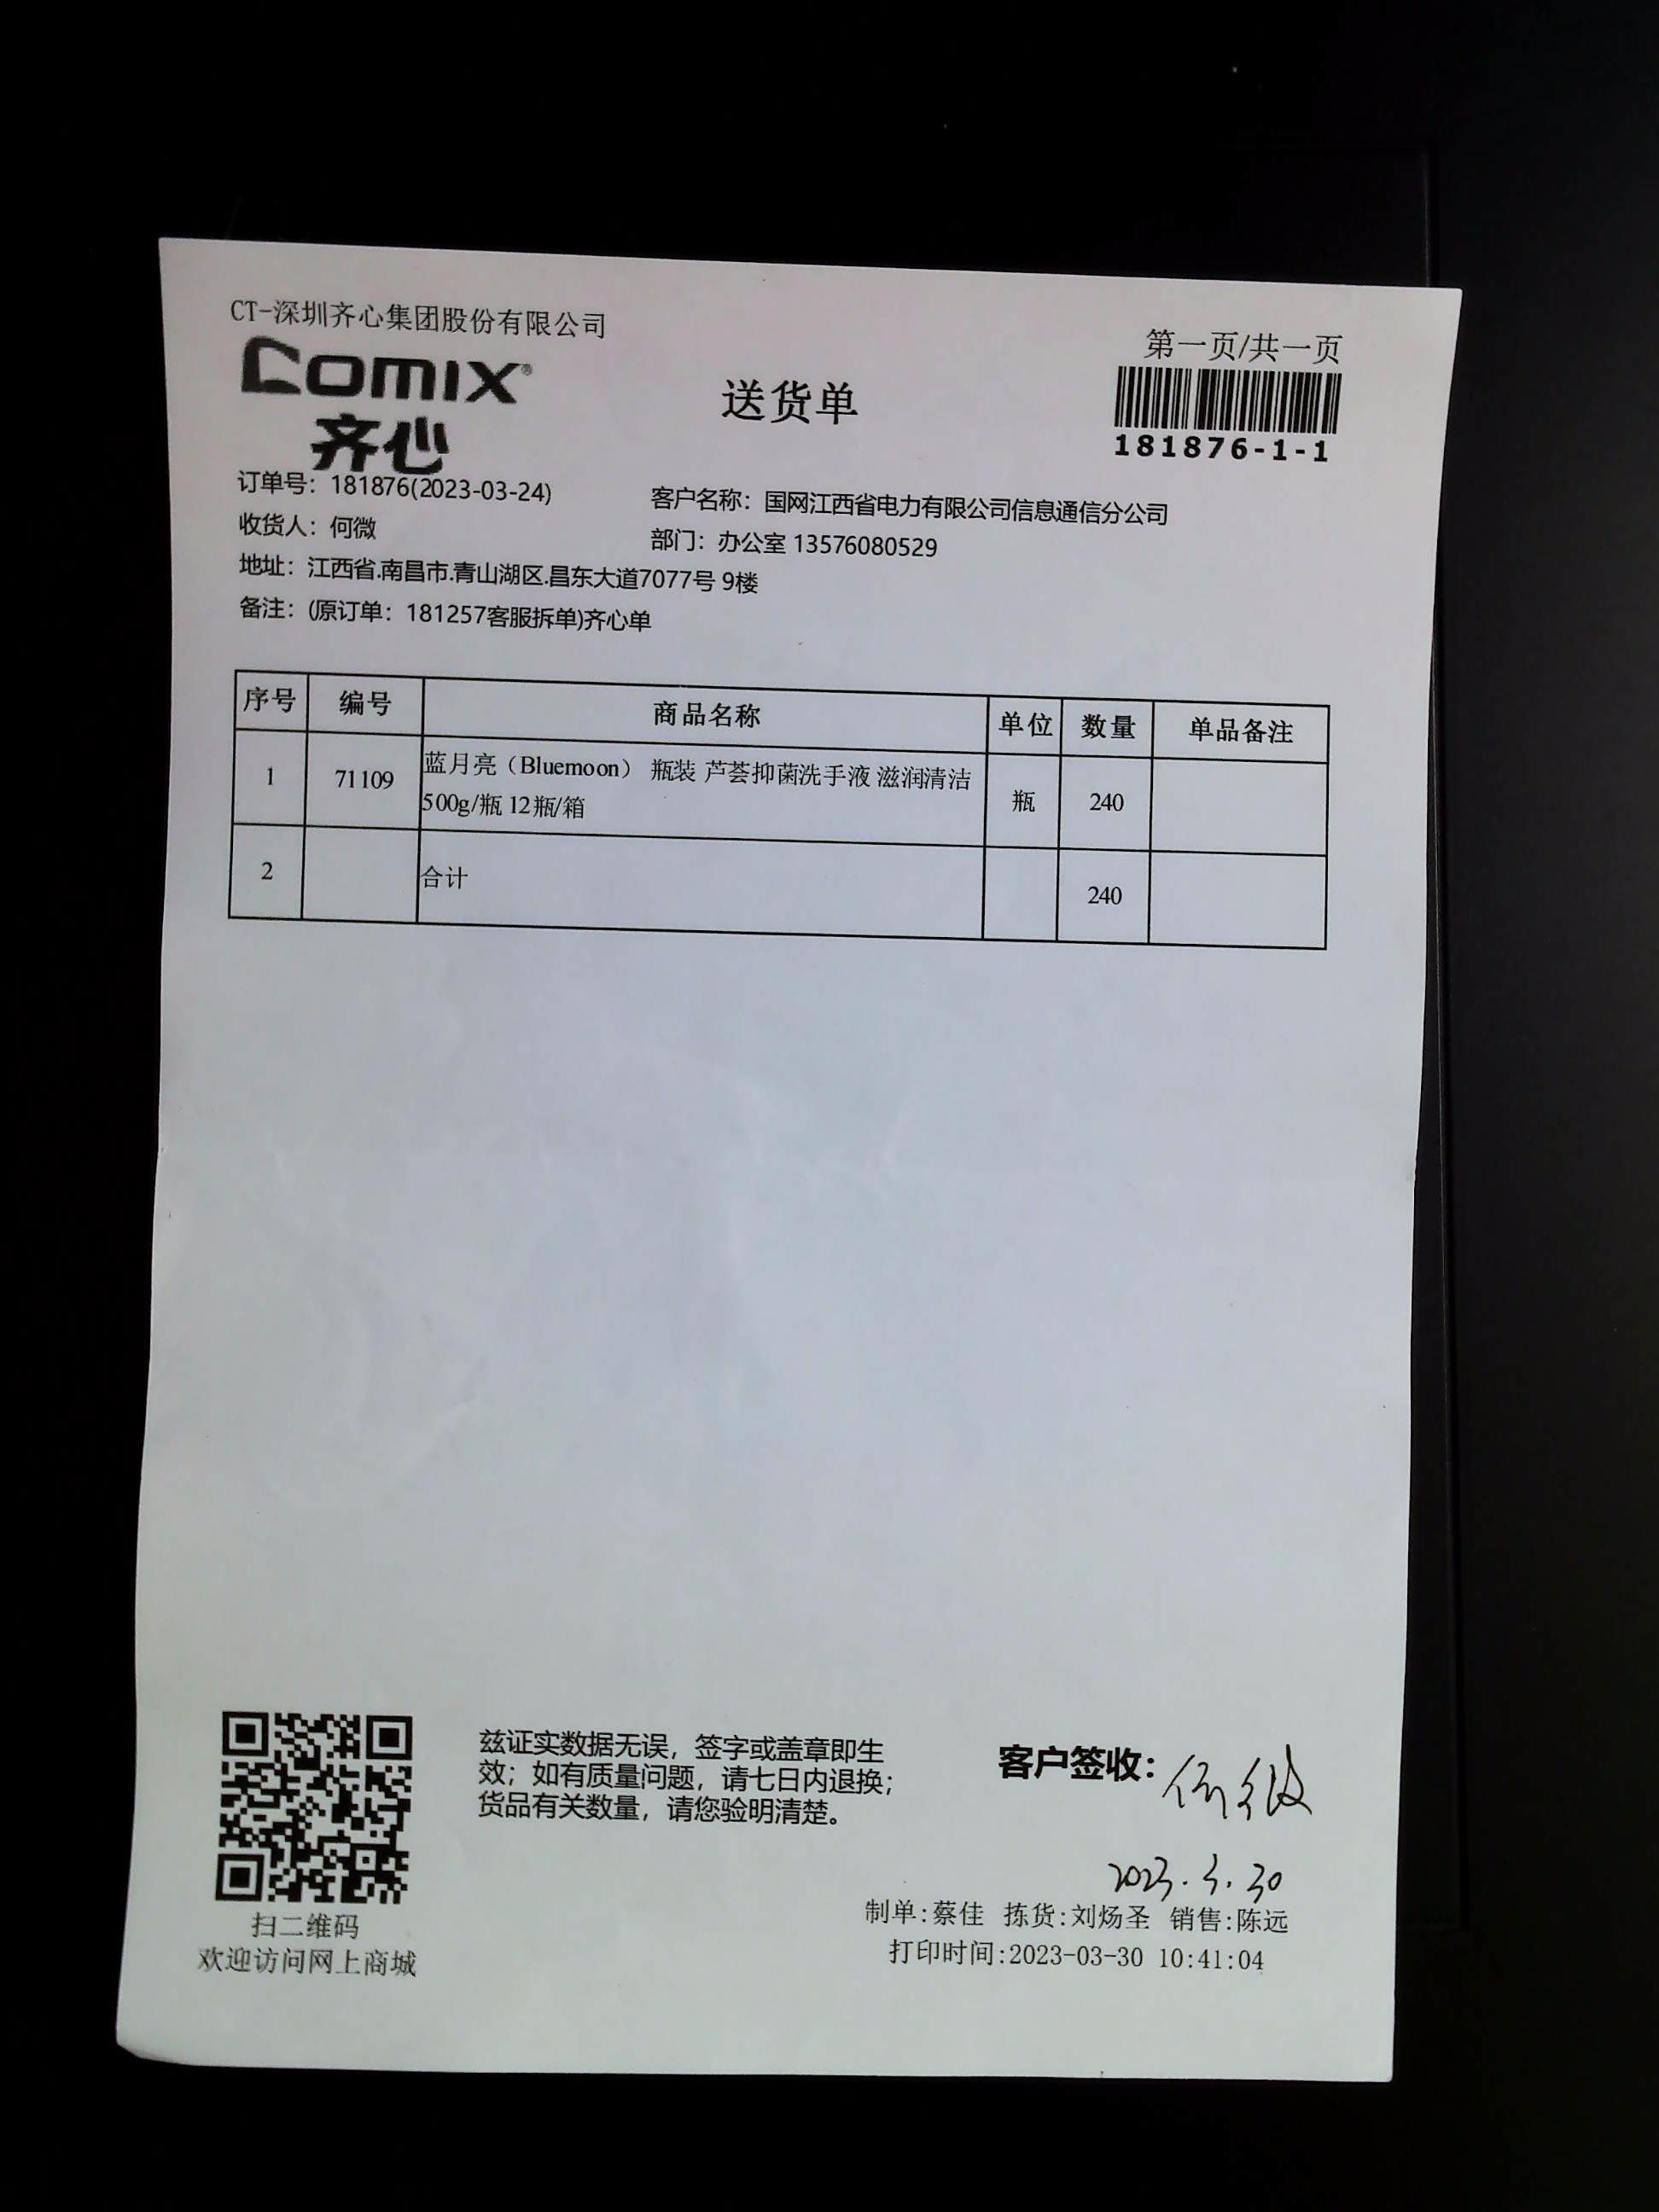 CT-深圳齐心集团股份有限公司
Comix®
齐心
送货单
第一页/共一页
181876-1-1
订单号：181876(2023-03-24)
客户名称：国网江西省电力有限公司信息通信分公司
收货人：何微
部门：办公室 13576080529
地址：江西省.南昌市.青山湖区.昌东大道7077号 9楼
备注：(原订单：181257客服拆单)齐心单
序号 编号 商品名称 单位 数量 单品备注
1 71109 蓝月亮（Bluemoon） 瓶装 芦荟抑菌洗手液 滋润清洁 瓶 240
500g/瓶 12瓶/箱
2 合计 240
兹证实数据无误，签字或盖章即生
效；如有质量问题，请七日内退换；
货品有关数量，请您验明清楚。
客户签收：何微
2023.3.30
制单:蔡佳 拣货:刘炀圣 销售:陈远
打印时间:2023-03-30 10:41:04
扫二维码
欢迎访问网上商城